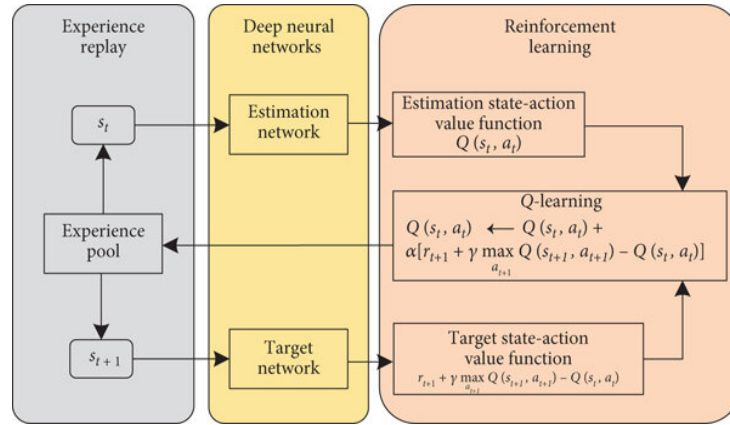 Experience
replay
s_t
Experience
pool
s_{t+1}
Deep neural
networks
Estimation
network
Target
network
Reinforcement
learning
Estimation state-action
value function
Q (s_t, a_t)
Q-learning
Q (s_t, a_t) ← Q (s_t, a_t) +
α[r_{t+1} + γ max_{a_{t+1}} Q (s_{t+1}, a_{t+1}) – Q (s_t, a_t)]
Target state-action
value function
r_{t+1} + γ max_{a_{t+1}} Q (s_{t+1}, a_{t+1}) – Q (s_t, a_t)